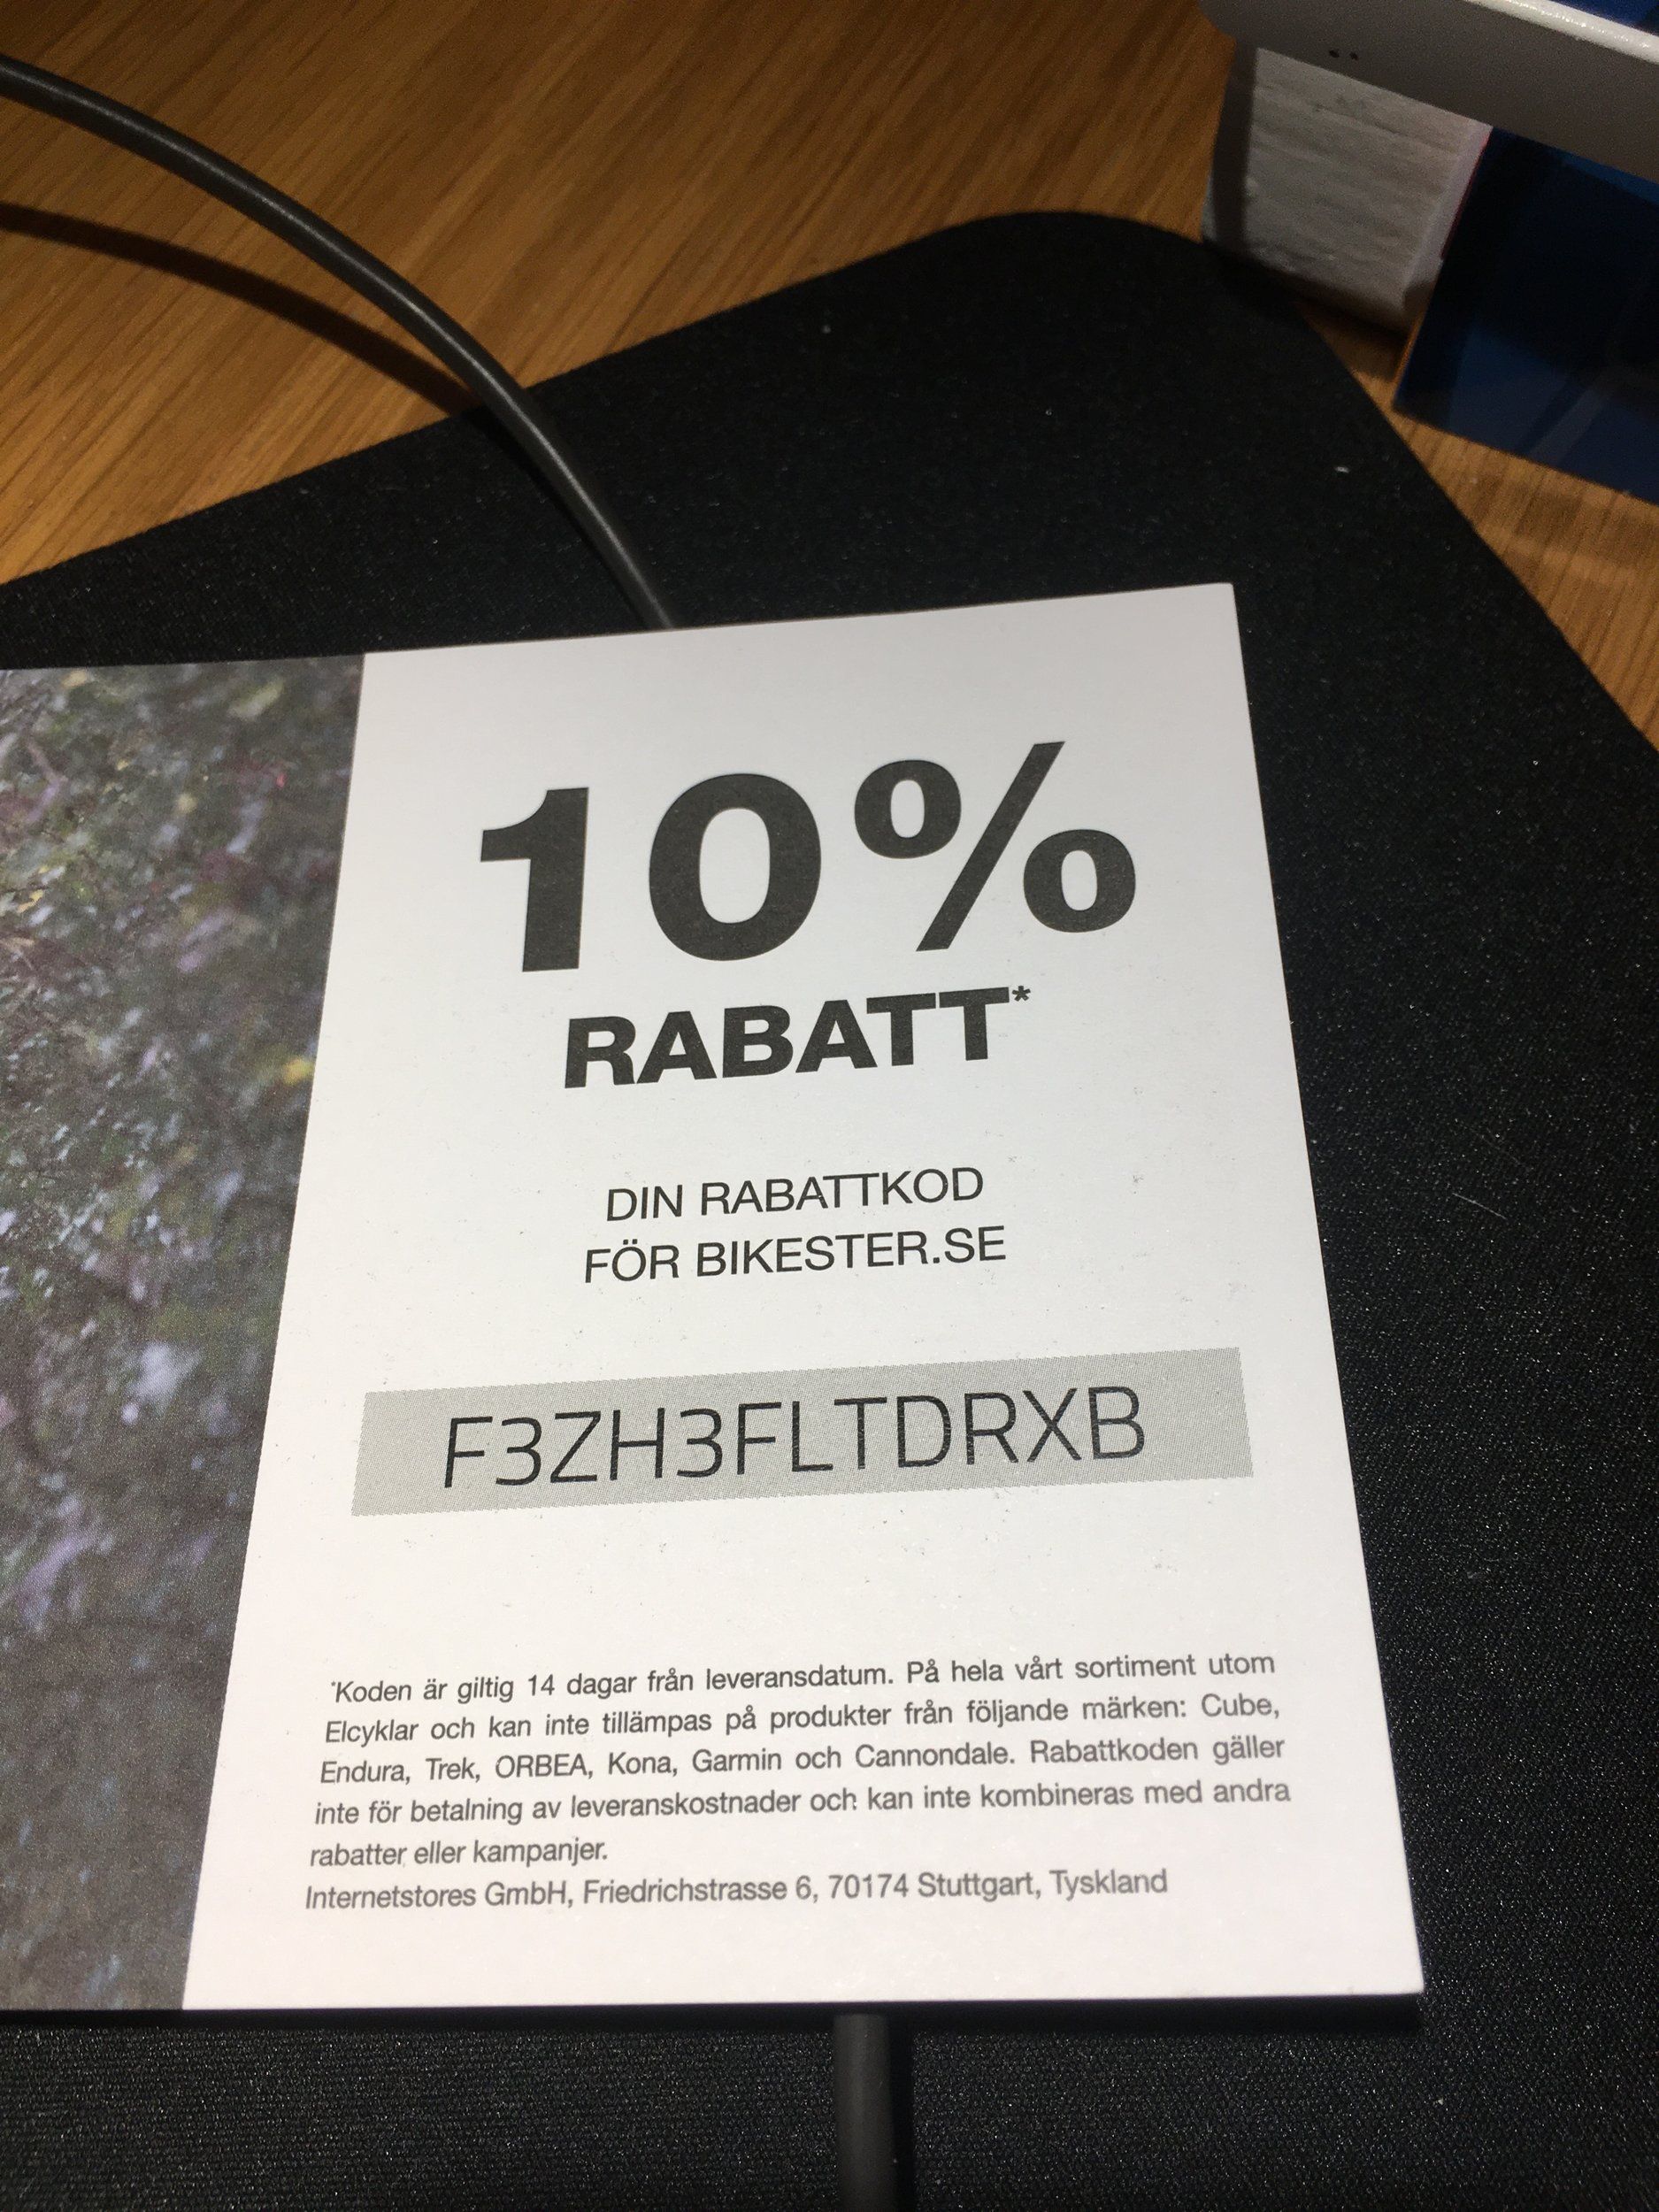 10%
RABATT*
DIN RABATTKOD
FÖR BIKESTER.SE
F3ZH3FLTDRXB
*Koden är giltig 14 dagar från leveransdatum. På hela vårt sortiment utom
Elcyklar och kan inte tillämpas på produkter från följande märken: Cube,
Endura, Trek, ORBEA, Kona, Garmin och Cannondale. Rabattkoden gäller
inte för betalning av leveranskostnader och kan inte kombineras med andra
rabatter eller kampanjer.
Internetstores GmbH, Friedrichstrasse 6, 70174 Stuttgart, Tyskland